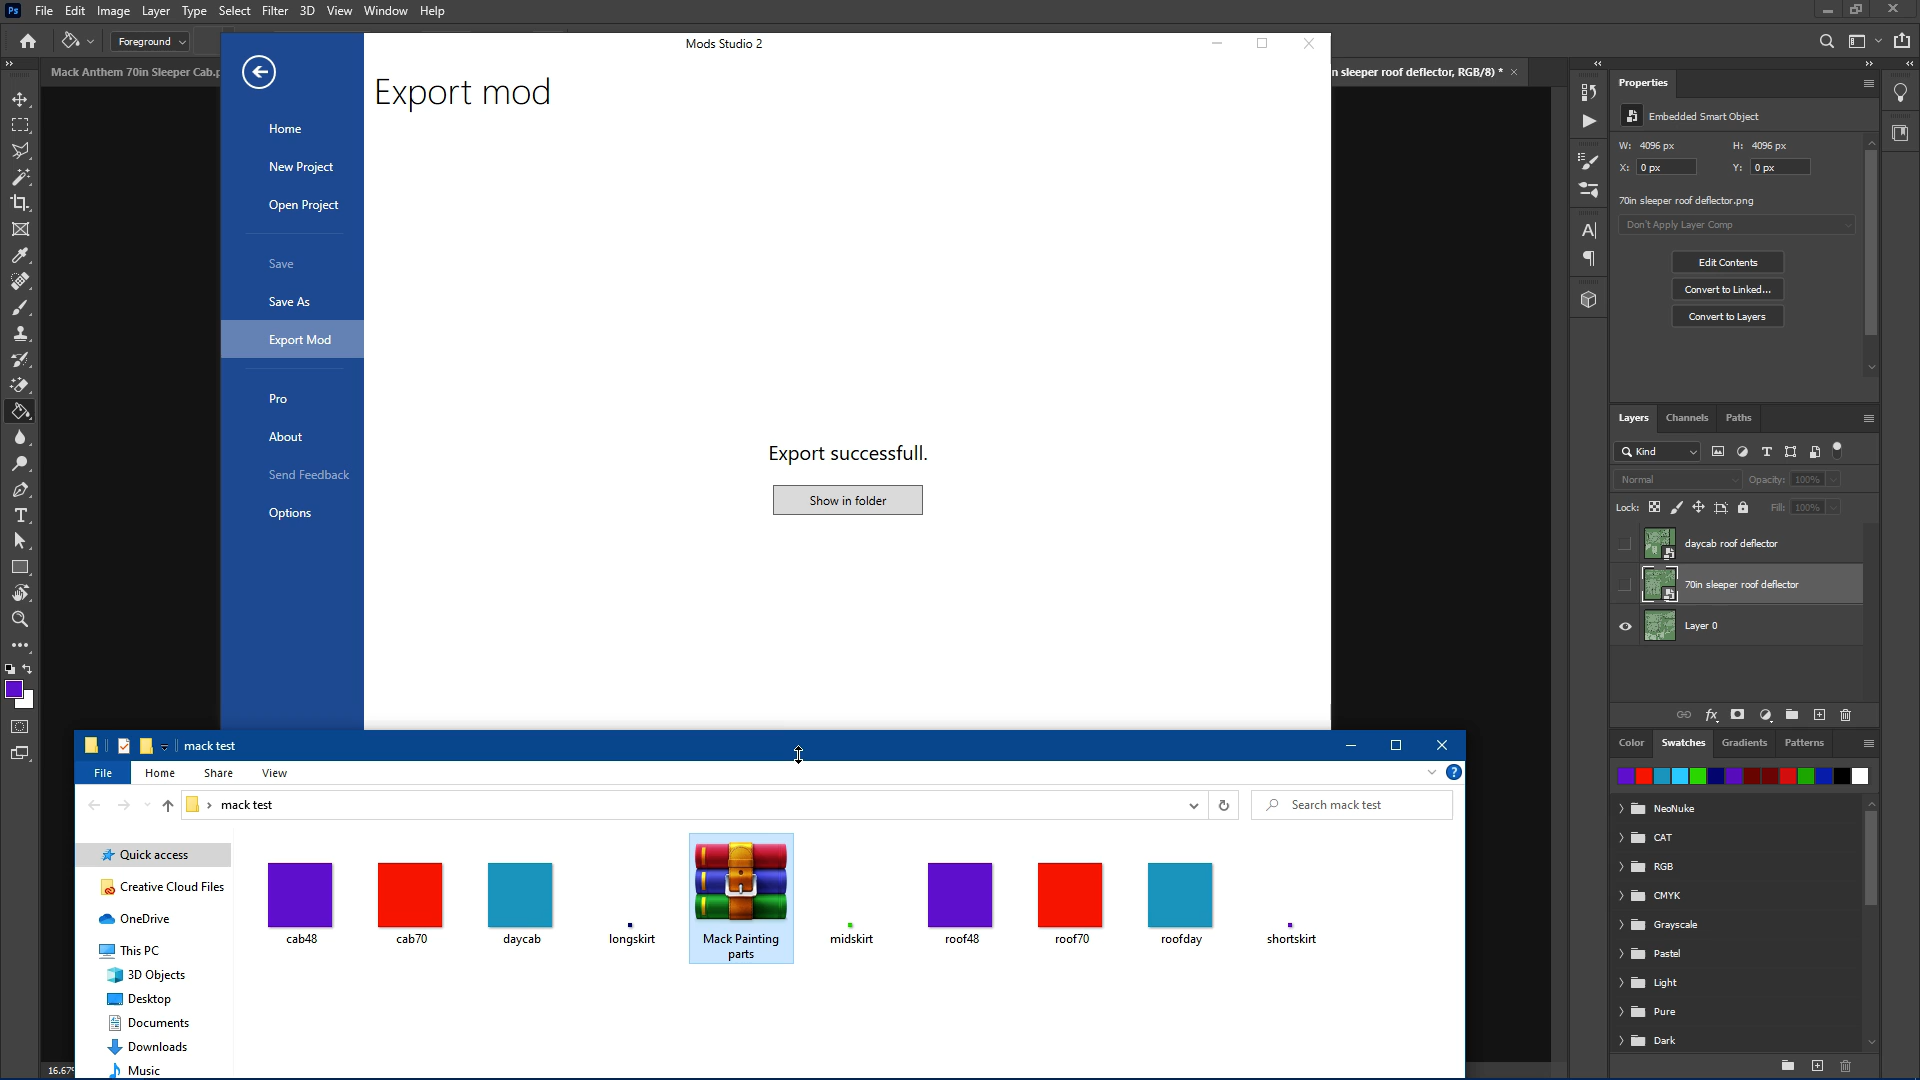 Ps File Edit Image Layer Type Select Filter 3D View Window Help
Foreground
Mack Anthem 70in Sleeper Cab.p
n sleeper roof deflector, RGB/8) *
Mods Studio 2
Export mod
Home
New Project
Open Project
Save
Save As
Export Mod
Pro
About
Send Feedback
Options
Export successfull.
Show in folder
Properties
Embedded Smart Object
W: 4096 px H: 4096 px
X: 0 px Y: 0 px
70in sleeper roof deflector.png
Don't Apply Layer Comp
Edit Contents
Convert to Linked...
Convert to Layers
Layers Channels Paths
Kind
Normal Opacity: 100%
Lock: Fill: 100%
daycab roof deflector
70in sleeper roof deflector
Layer 0
Color Swatches Gradients Patterns
NeoNuke
CAT
RGB
CMYK
Grayscale
Pastel
Light
Pure
Dark
mack test
File Home Share View
mack test
Search mack test
Quick access
Creative Cloud Files
OneDrive
This PC
3D Objects
Desktop
Documents
Downloads
Music
cab48
cab70
daycab
longskirt
Mack Painting
parts
midskirt
roof48
roof70
roofday
shortskirt
16.67%